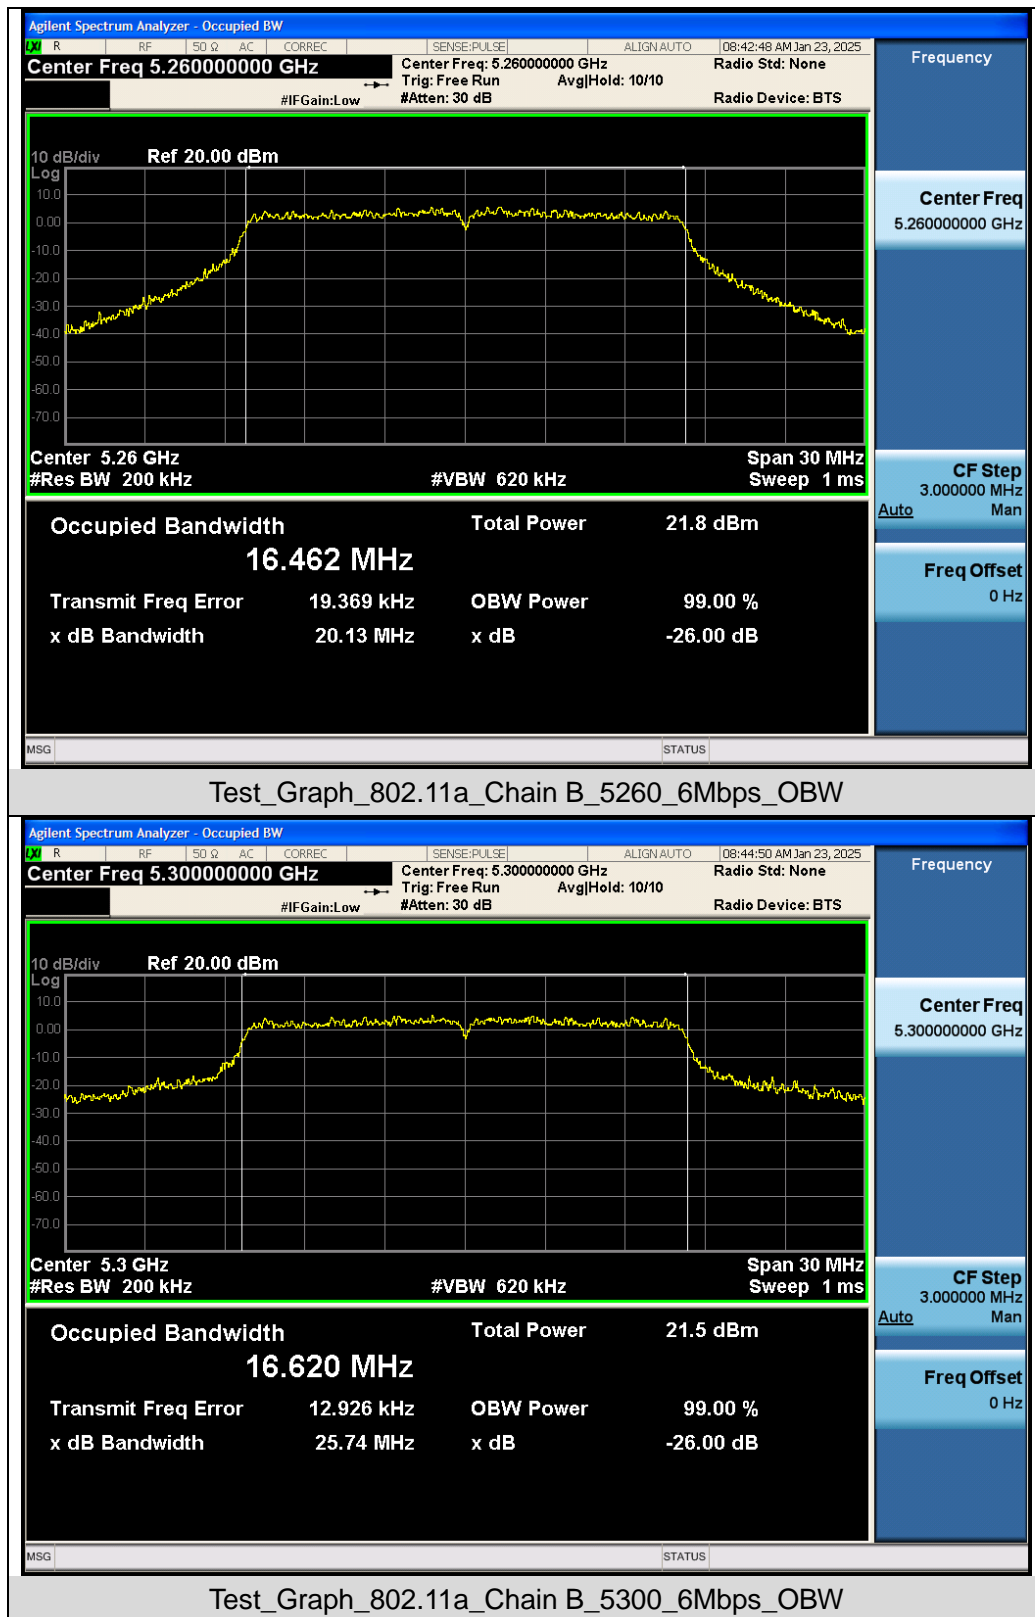 Agilent Spectrum Analyzer - Occupied BW
LXI R RF 50 Ω AC CORREC SENSE:PULSE ALIGN AUTO 08:42:48 AM Jan 23, 2025
Center Freq 5.260000000 GHz Center Freq: 5.260000000 GHz Radio Std: None
Trig: Free Run Avg|Hold: 10/10
#IFGain:Low #Atten: 30 dB Radio Device: BTS
Frequency
10 dB/div Ref 20.00 dBm
Log
10.0
0.00
-10.0
-20.0
-30.0
-40.0
-50.0
-60.0
-70.0
Center 5.26 GHz Span 30 MHz
#Res BW 200 kHz #VBW 620 kHz Sweep 1 ms
Center Freq
5.260000000 GHz
CF Step
3.000000 MHz
Auto Man
Freq Offset
0 Hz
Occupied Bandwidth Total Power 21.8 dBm
16.462 MHz
Transmit Freq Error 19.369 kHz OBW Power 99.00 %
x dB Bandwidth 20.13 MHz x dB -26.00 dB
MSG STATUS
Test_Graph_802.11a_Chain B_5260_6Mbps_OBW
Agilent Spectrum Analyzer - Occupied BW
LXI R RF 50 Ω AC CORREC SENSE:PULSE ALIGN AUTO 08:44:50 AM Jan 23, 2025
Center Freq 5.300000000 GHz Center Freq: 5.300000000 GHz Radio Std: None
Trig: Free Run Avg|Hold: 10/10
#IFGain:Low #Atten: 30 dB Radio Device: BTS
Frequency
10 dB/div Ref 20.00 dBm
Log
10.0
0.00
-10.0
-20.0
-30.0
-40.0
-50.0
-60.0
-70.0
Center 5.3 GHz Span 30 MHz
#Res BW 200 kHz #VBW 620 kHz Sweep 1 ms
Center Freq
5.300000000 GHz
CF Step
3.000000 MHz
Auto Man
Freq Offset
0 Hz
Occupied Bandwidth Total Power 21.5 dBm
16.620 MHz
Transmit Freq Error 12.926 kHz OBW Power 99.00 %
x dB Bandwidth 25.74 MHz x dB -26.00 dB
MSG STATUS
Test_Graph_802.11a_Chain B_5300_6Mbps_OBW